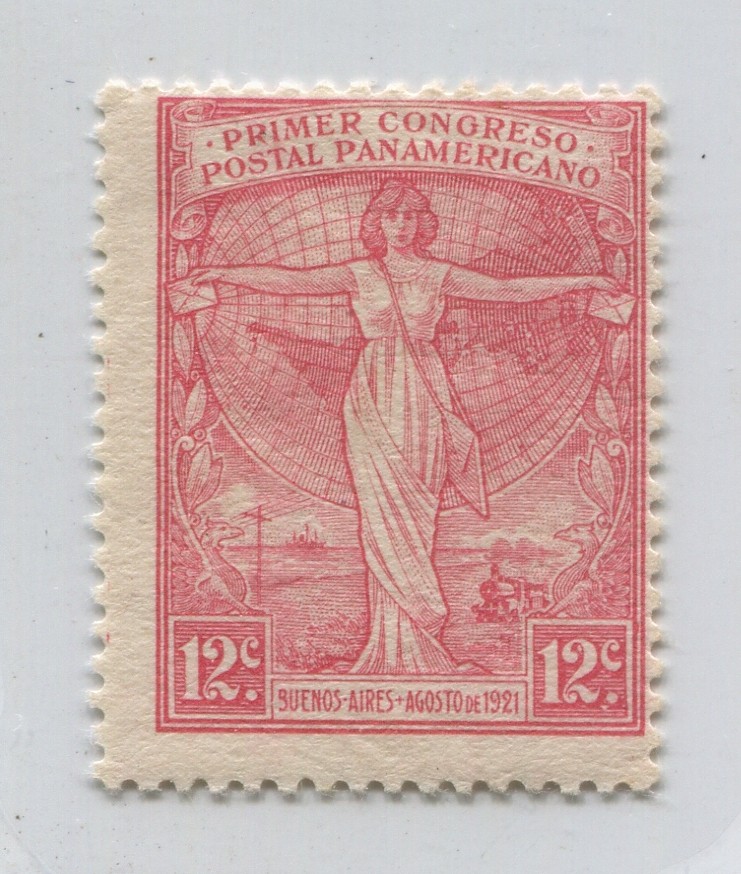 · PRIMER CONGRESO ·
POSTAL PANAMERICANO
12c.
BUENOS-AIRES + AGOSTO DE 1921
12c.